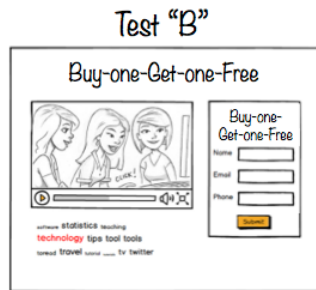 Test “B”
Buy-one-Get-one-Free
CLICK!
Buy-one-
Get-one-Free
Name
Email
Phone
Submit
software statistics teaching
technology tips tool tools
toread travel tutorial tv twitter